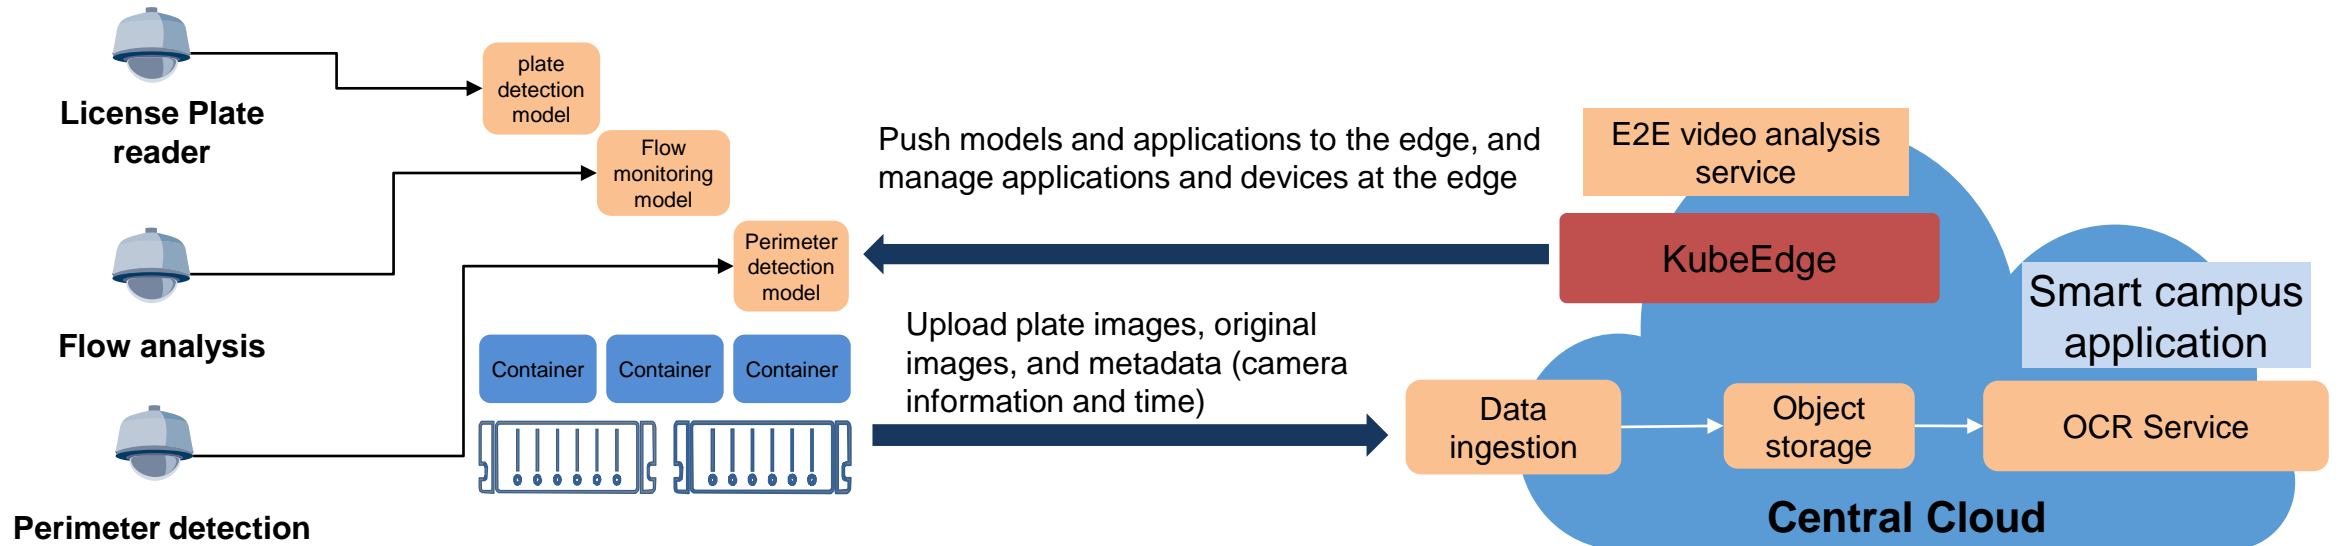 License Plate
reader
Flow analysis
Perimeter detection
plate
detection
model
Flow
monitoring
model
Perimeter
detection
model
Container
Container
Container
Push models and applications to the edge, and
manage applications and devices at the edge
Upload plate images, original
images, and metadata (camera
information and time)
E2E video analysis
service
KubeEdge
Smart campus
application
Data
ingestion
Object
storage
OCR Service
Central Cloud